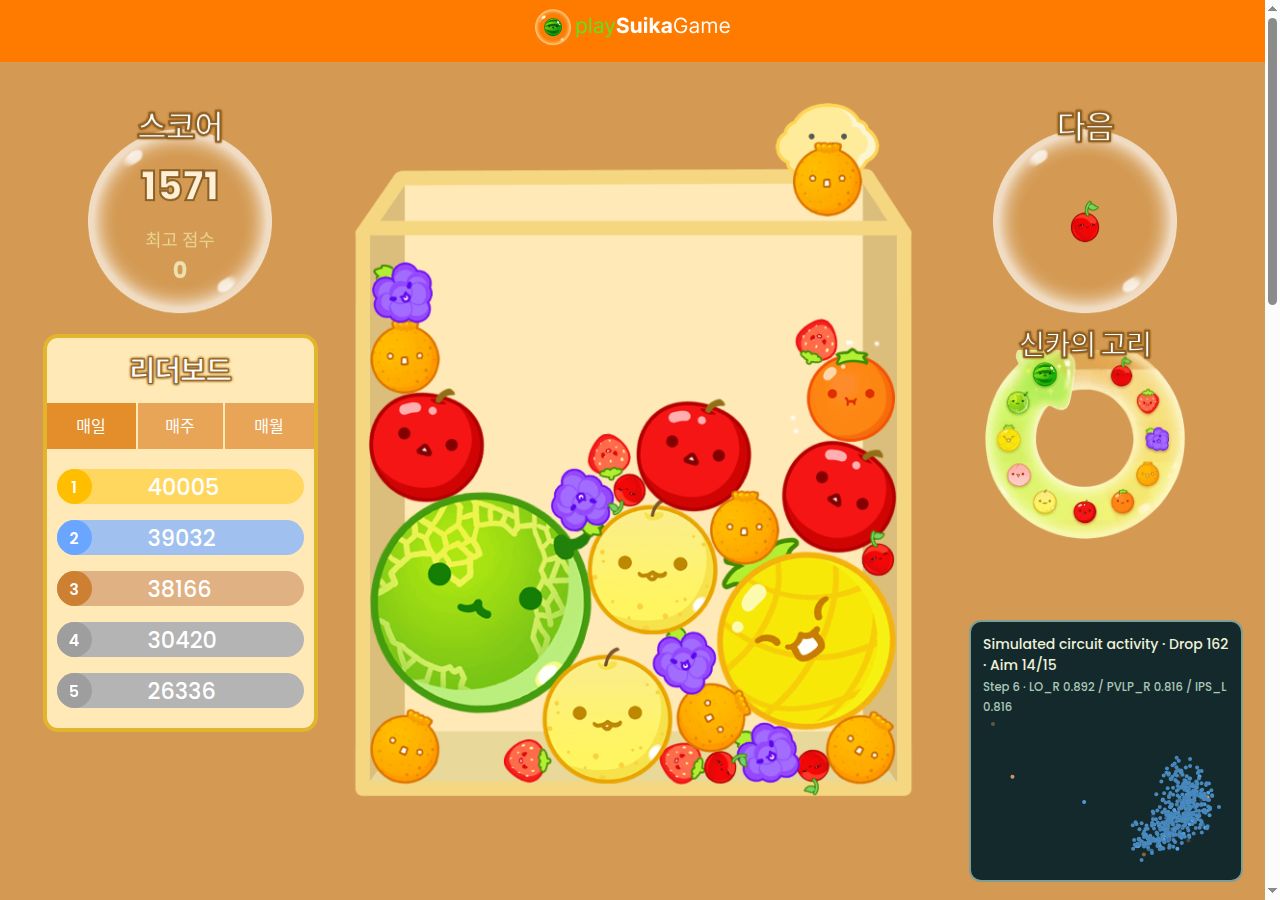 playSuikaGame
스코어
1571
최고 점수
0
다음
리더보드
매일 매주 매월
1 40005
2 39032
3 38166
4 30420
5 26336
신카의 고리
Simulated circuit activity · Drop 162
· Aim 14/15
Step 6 · LO_R 0.892 / PVLP_R 0.816 / IPS_L
0.816